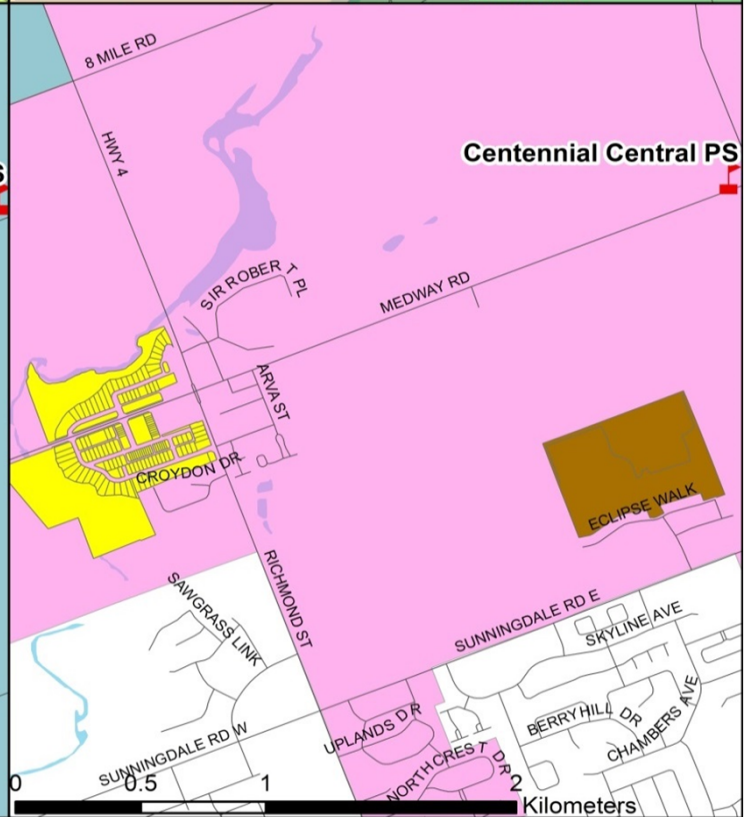 8 MILE RD
HWY 4
Centennial Central PS
S
SIR ROBERT PL
MEDWAY RD
ARVA ST
CROYDON DR
ECLIPSE WALK
RICHMOND ST
SAWGRASS LINK
SUNNINGDALE RD E
SKYLINE AVE
UPLANDS DR
BERRYHILL DR
CHAMBERS AVE
SUNNINGDALE RD W
NORTHCREST DR
0 0.5 1 2
Kilometers